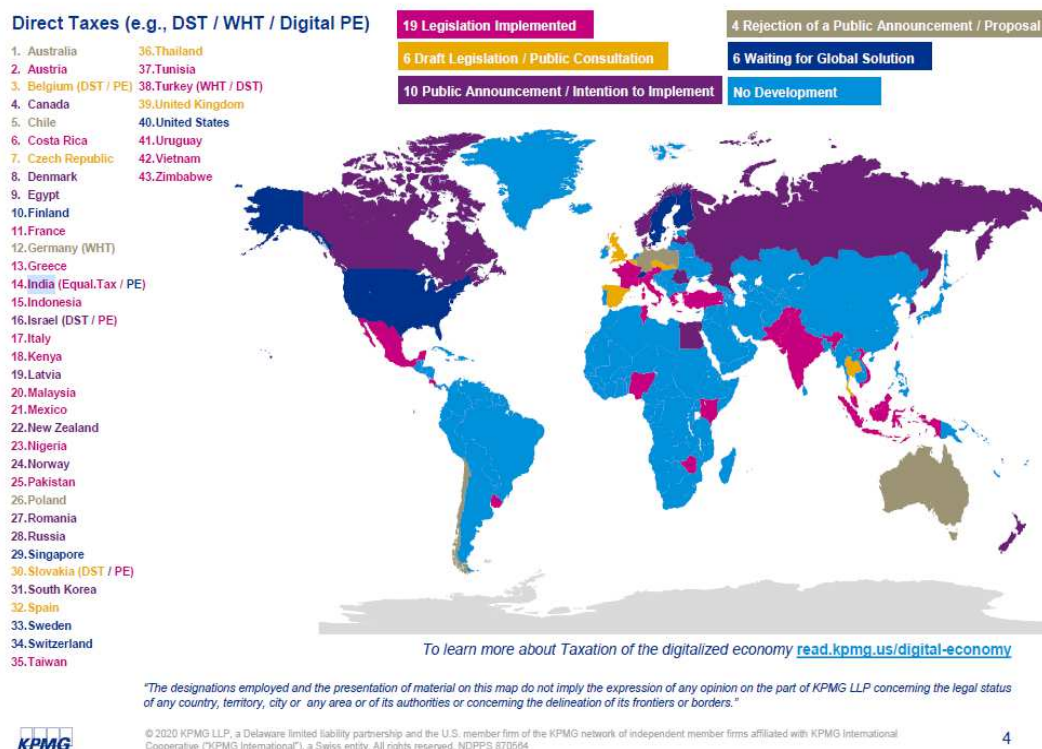 Direct Taxes (e.g., DST / WHT / Digital PE)
19 Legislation Implemented
4 Rejection of a Public Announcement / Proposal
6 Draft Legislation / Public Consultation
6 Waiting for Global Solution
10 Public Announcement / Intention to Implement
No Development
1. Australia
2. Austria
3. Belgium (DST / PE)
4. Canada
5. Chile
6. Costa Rica
7. Czech Republic
8. Denmark
9. Egypt
10.Finland
11.France
12.Germany (WHT)
13.Greece
14.India (Equal.Tax / PE)
15.Indonesia
16.Israel (DST / PE)
17.Italy
18.Kenya
19.Latvia
20.Malaysia
21.Mexico
22.New Zealand
23.Nigeria
24.Norway
25.Pakistan
26.Poland
27.Romania
28.Russia
29.Singapore
30.Slovakia (DST / PE)
31.South Korea
32.Spain
33.Sweden
34.Switzerland
35.Taiwan
36.Thailand
37.Tunisia
38.Turkey (WHT / DST)
39.United Kingdom
40.United States
41.Uruguay
42.Vietnam
43.Zimbabwe
To learn more about Taxation of the digitalized economy read.kpmg.us/digital-economy
"The designations employed and the presentation of material on this map do not imply the expression of any opinion on the part of KPMG LLP concerning the legal status
of any country, territory, city or any area or of its authorities or concerning the delineation of its frontiers or borders."
KPMG
© 2020 KPMG LLP, a Delaware limited liability partnership and the U.S. member firm of the KPMG network of independent member firms affiliated with KPMG International
Cooperative ("KPMG International"), a Swiss entity. All rights reserved. NDPPS 870564
4